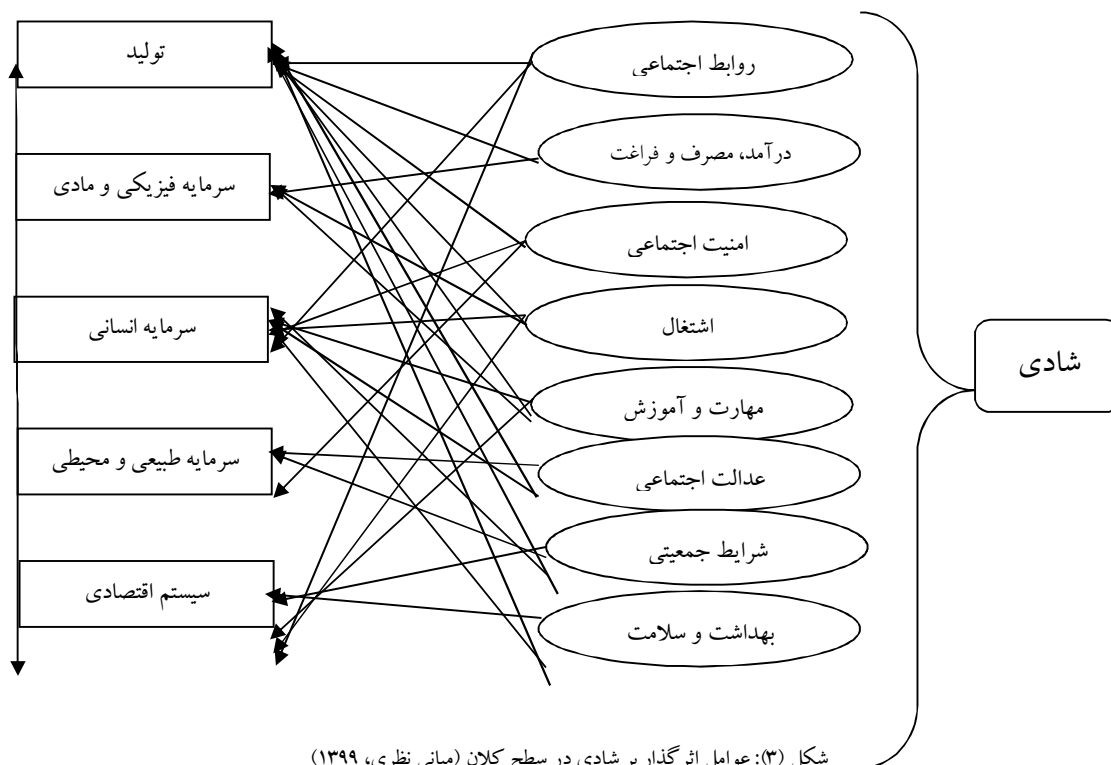 شادی
روابط اجتماعی
درآمد، مصرف و فراغت
امنیت اجتماعی
اشتغال
مهارت و آموزش
عدالت اجتماعی
شرایط جمعیتی
بهداشت و سلامت
تولید
سرمایه فیزیکی و مادی
سرمایه انسانی
سرمایه طبیعی و محیطی
سیستم اقتصادی
شکل (۳): عوامل اثرگذار بر شادی در سطح کلان (مبانی نظری، ۱۳۹۹)